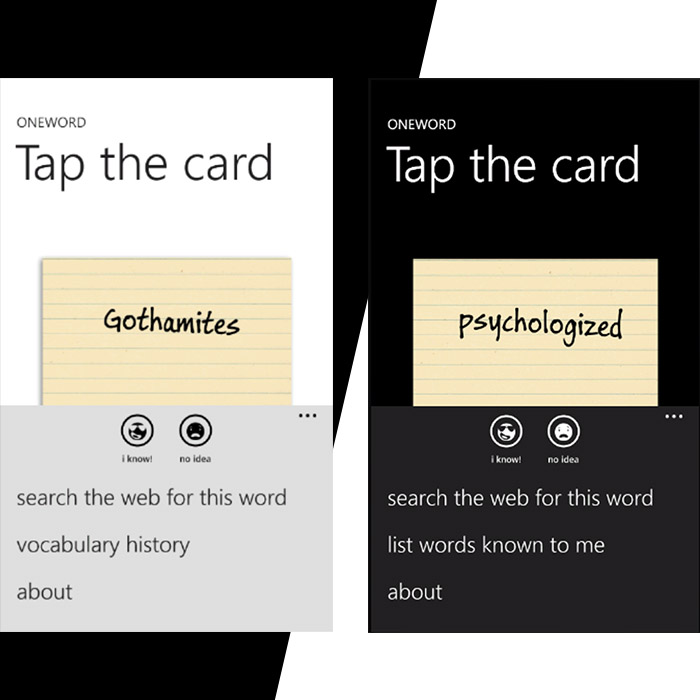 ONEWORD
Tap the card
Gothamites
i know!
no idea
search the web for this word
vocabulary history
about
ONEWORD
Tap the card
psychologized
i know!
no idea
search the web for this word
list words known to me
about